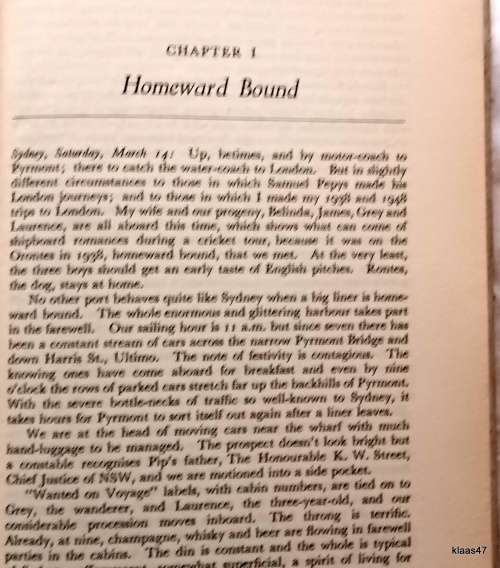 CHAPTER I
Homeward Bound
Sydney, Saturday, March 14: Up, betimes, and by motor-coach to
Pyrmont; there to catch the water-coach to London. But in slightly
different circumstances to those in which Samuel Pepys made his
London journeys; and to those in which I made my 1938 and 1948
trips to London. My wife and our progeny, Belinda, James, Grey and
Laurence, are all aboard this time, which shows what can come of
shipboard romances during a cricket tour, because it was on the
Orontes in 1938, homeward bound, that we met. At the very least,
the three boys should get an early taste of English pitches. Rontes,
the dog, stays at home.
No other port behaves quite like Sydney when a big liner is home-
ward bound. The whole enormous and glittering harbour takes part
in the farewell. Our sailing hour is 11 a.m. but since seven there has
been a constant stream of cars across the narrow Pyrmont Bridge and
down Harris St., Ultimo. The note of festivity is contagious. The
knowing ones have come aboard for breakfast and even by nine
o'clock the rows of parked cars stretch far up the backhills of Pyrmont.
With the severe bottle-necks of traffic so well-known to Sydney, it
takes hours for Pyrmont to sort itself out again after a liner leaves.
We are at the head of moving cars near the wharf with much
hand-luggage to be managed. The prospect doesn't look bright but
a constable recognises Pip's father, The Honourable K. W. Street,
Chief Justice of NSW, and we are motioned into a side pocket.
"Wanted on Voyage" labels, with cabin numbers, are tied on to
Grey, the wanderer, and Laurence, the three-year-old, and our
considerable procession moves inboard. The throng is terrific.
Already, at nine, champagne, whisky and beer are flowing in farewell
parties in the cabins. The din is constant and the whole is typical
somewhat superficial, a spirit of living for
klaas47